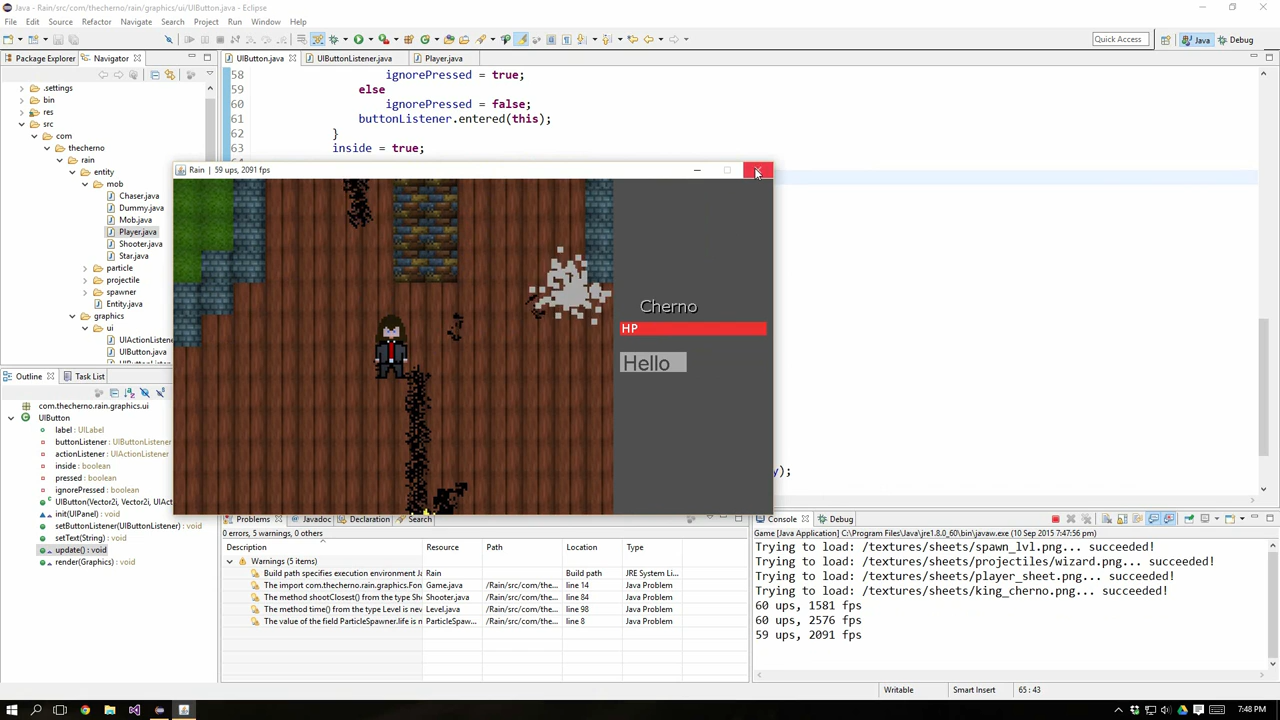 Java - Rain/src/com/thecherno/rain/graphics/ui/UIButton.java - Eclipse
File Edit Source Refactor Navigate Search Project Run Window Help
Quick Access Java Debug
Package Explorer Navigator UIButton.java UIButtonListener.java Player.java
58 ignorePressed = true;
59 else
60 ignorePressed = false;
61 buttonListener.entered(this);
62 }
63 inside = true;
.settings
bin
res
src
com
thecherno
rain
entity
mob
Chaser.java
Dummy.java
Mob.java
Player.java
Shooter.java
Star.java
particle
projectile
spawner
Entity.java
graphics
ui
UIActionListene
UIButton.java
Rain | 59 ups, 2091 fps
Cherno
HP
Hello
y);
Outline Task List
com.thecherno.rain.graphics.ui
UIButton
label : UILabel
buttonListener : UIButtonListener
actionListener : UIActionListener
inside : boolean
pressed : boolean
ignorePressed : boolean
UIButton(Vector2i, Vector2i, UIAc
init(UIPanel) : void
setButtonListener(UIButtonListener) : void
setText(String) : void
update() : void
render(Graphics) : void
Problems Javadoc Declaration Search
0 errors, 5 warnings, 0 others
Description Resource Path Location Type
Warnings (5 items)
Build path specifies execution environment J Rain Build path JRE System Li...
The import com.thecherno.rain.graphics.Fon Game.java /Rain/src/com/the... line 14 Java Problem
The method shootClosest() from the type Sh Shooter.java /Rain/src/com/the... line 84 Java Problem
The method time() from the type Level is nev Level.java /Rain/src/com/the... line 98 Java Problem
The value of the field ParticleSpawner.life is n ParticleSpaw... /Rain/src/com/the... line 8 Java Problem
Console Debug
Game [Java Application] C:\Program Files\Java\jre1.8.0_60\bin\javaw.exe (10 Sep 2015 7:47:56 pm)
Trying to load: /textures/sheets/spawn_lvl.png... succeeded!
Trying to load: /textures/sheets/projectiles/wizard.png... succeeded!
Trying to load: /textures/sheets/player_sheet.png... succeeded!
Trying to load: /textures/sheets/king_cherno.png... succeeded!
60 ups, 1581 fps
60 ups, 2576 fps
59 ups, 2091 fps
Writable Smart Insert 65 : 43
7:48 PM